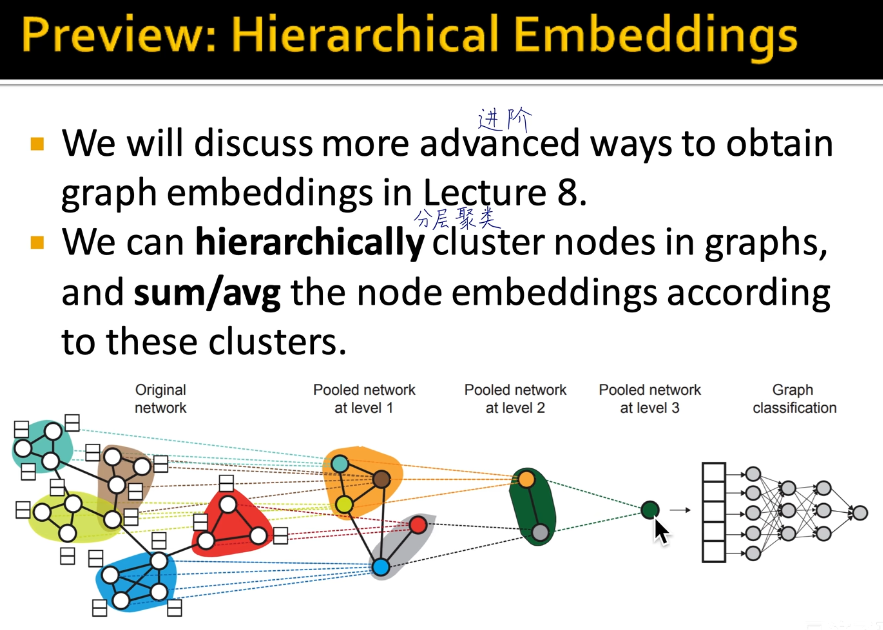 Preview: Hierarchical Embeddings
进阶
We will discuss more advanced ways to obtain
graph embeddings in Lecture 8.
分层聚类
We can hierarchically cluster nodes in graphs,
and sum/avg the node embeddings according
to these clusters.
Original
network
Pooled network
at level 1
Pooled network
at level 2
Pooled network
at level 3
Graph
classification